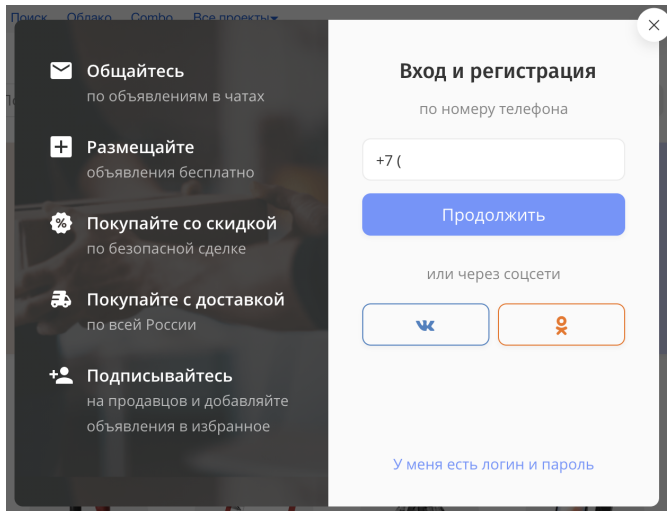 Поиск Облако Combo Все проекты
Общайтесь
по объявлениям в чатах
Размещайте
объявления бесплатно
Покупайте со скидкой
по безопасной сделке
Покупайте с доставкой
по всей России
Подписывайтесь
на продавцов и добавляйте
объявления в избранное
Вход и регистрация
по номеру телефона
+7 (
Продолжить
или через соцсети
У меня есть логин и пароль